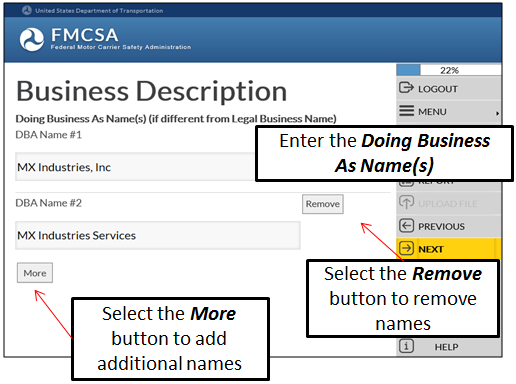 United States Department of Transportation
FMCSA
Federal Motor Carrier Safety Administration
22%
LOGOUT
MENU
Business Description
Doing Business As Name(s) (if different from Legal Business Name)
DBA Name #1
Enter the Doing Business
As Name(s)
MX Industries, Inc
REPORT
UPLOAD FILE
DBA Name #2
Remove
PREVIOUS
MX Industries Services
NEXT
More
Select the Remove
button to remove
names
Select the More
button to add
additional names
HELP